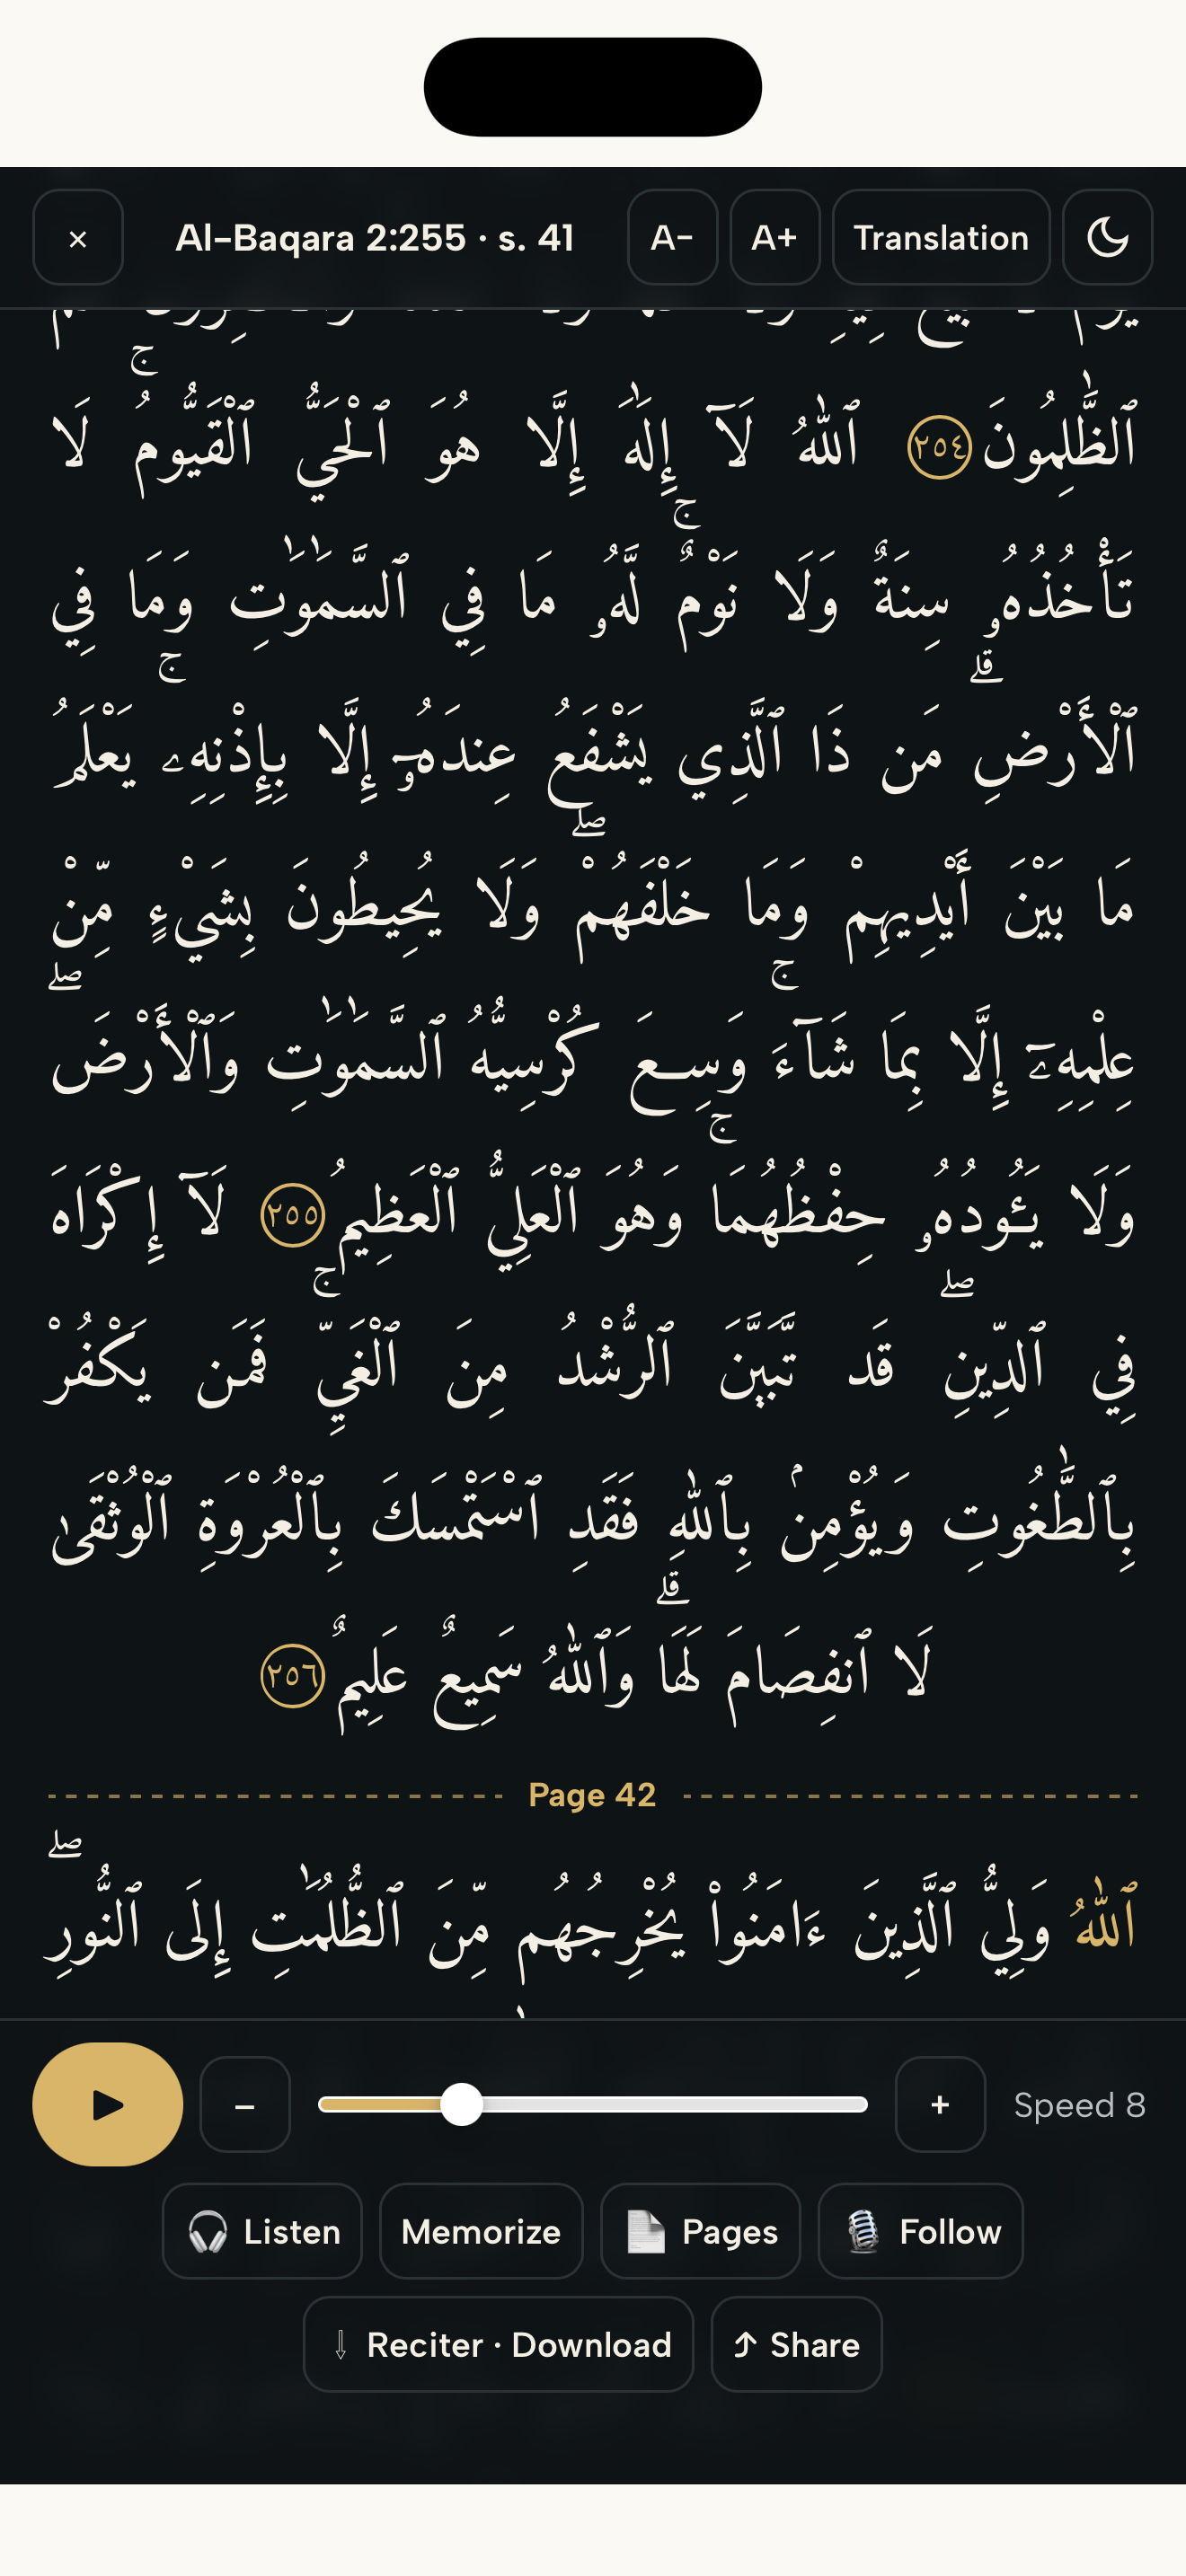 × Al-Baqara 2:255 · s. 41 A- A+ Translation
ٱلظَّٰلِمُونَ ٢٥٤ ٱللَّهُ لَآ إِلَٰهَ إِلَّا هُوَ ٱلْحَيُّ ٱلْقَيُّومُ ۚ لَا
تَأْخُذُهُۥ سِنَةٌ وَلَا نَوْمٌ ۚ لَّهُۥ مَا فِي ٱلسَّمَٰوَٰتِ وَمَا فِي
ٱلْأَرْضِ ۗ مَن ذَا ٱلَّذِي يَشْفَعُ عِندَهُۥٓ إِلَّا بِإِذْنِهِۦ ۚ يَعْلَمُ
مَا بَيْنَ أَيْدِيهِمْ وَمَا خَلْفَهُمْ ۖ وَلَا يُحِيطُونَ بِشَيْءٍ مِّنْ
عِلْمِهِۦٓ إِلَّا بِمَا شَآءَ ۚ وَسِعَ كُرْسِيُّهُ ٱلسَّمَٰوَٰتِ وَٱلْأَرْضَ ۖ
وَلَا يَـُٔودُهُۥ حِفْظُهُمَا ۚ وَهُوَ ٱلْعَلِيُّ ٱلْعَظِيمُ ٢٥٥ لَآ إِكْرَاهَ
فِي ٱلدِّينِ ۖ قَد تَّبَيَّنَ ٱلرُّشْدُ مِنَ ٱلْغَيِّ ۚ فَمَن يَكْفُرْ
بِٱلطَّٰغُوتِ وَيُؤْمِنۢ بِٱللَّهِ فَقَدِ ٱسْتَمْسَكَ بِٱلْعُرْوَةِ ٱلْوُثْقَىٰ
لَا ٱنفِصَامَ لَهَا ۗ وَٱللَّهُ سَمِيعٌ عَلِيمٌ ٢٥٦
Page 42
ٱللَّهُ وَلِيُّ ٱلَّذِينَ ءَامَنُوا۟ يُخْرِجُهُم مِّنَ ٱلظُّلُمَٰتِ إِلَى ٱلنُّورِ ۖ
– + Speed 8
Listen Memorize Pages Follow
Reciter · Download Share